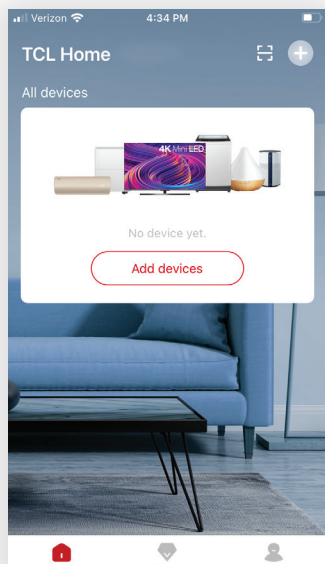 Verizon 4:34 PM
TCL Home
All devices
4K Mini LED
No device yet.
Add devices